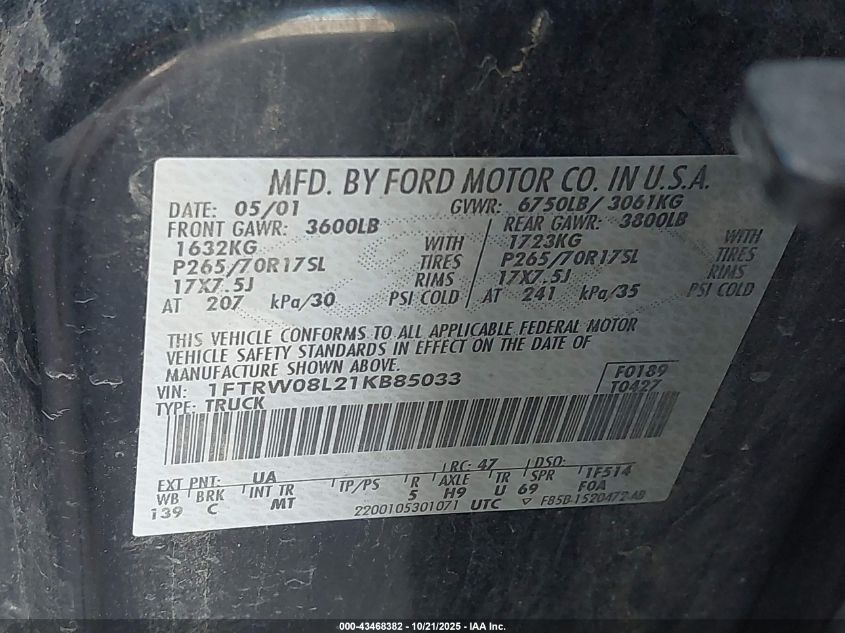 MFD. BY FORD MOTOR CO. IN U.S.A.
DATE: 05/01 GVWR: 6750LB/ 3061KG
FRONT GAWR: 3600LB REAR GAWR: 3800LB
1632KG WITH 1723KG WITH
P265/70R17SL TIRES P265/70R17SL TIRES
17X7.5J RIMS 17X7.5J RIMS
AT 207 kPa/30 PSI COLD AT 241 kPa/35 PSI COLD
THIS VEHICLE CONFORMS TO ALL APPLICABLE FEDERAL MOTOR
VEHICLE SAFETY STANDARDS IN EFFECT ON THE DATE OF
MANUFACTURE SHOWN ABOVE.
VIN: 1FTRW08L21KB85033 F0189
TYPE: TRUCK T0427
EXT PNT: UA RC: 47 DSO: 1F514
WB BRK INT TR TP/PS R AXLE TR SPR F0A
139 C MT 5 H9 U 69
2200105301071 UTC ▽ F85B-1520472-AB
000-43468382 - 10/21/2025 - IAA Inc.